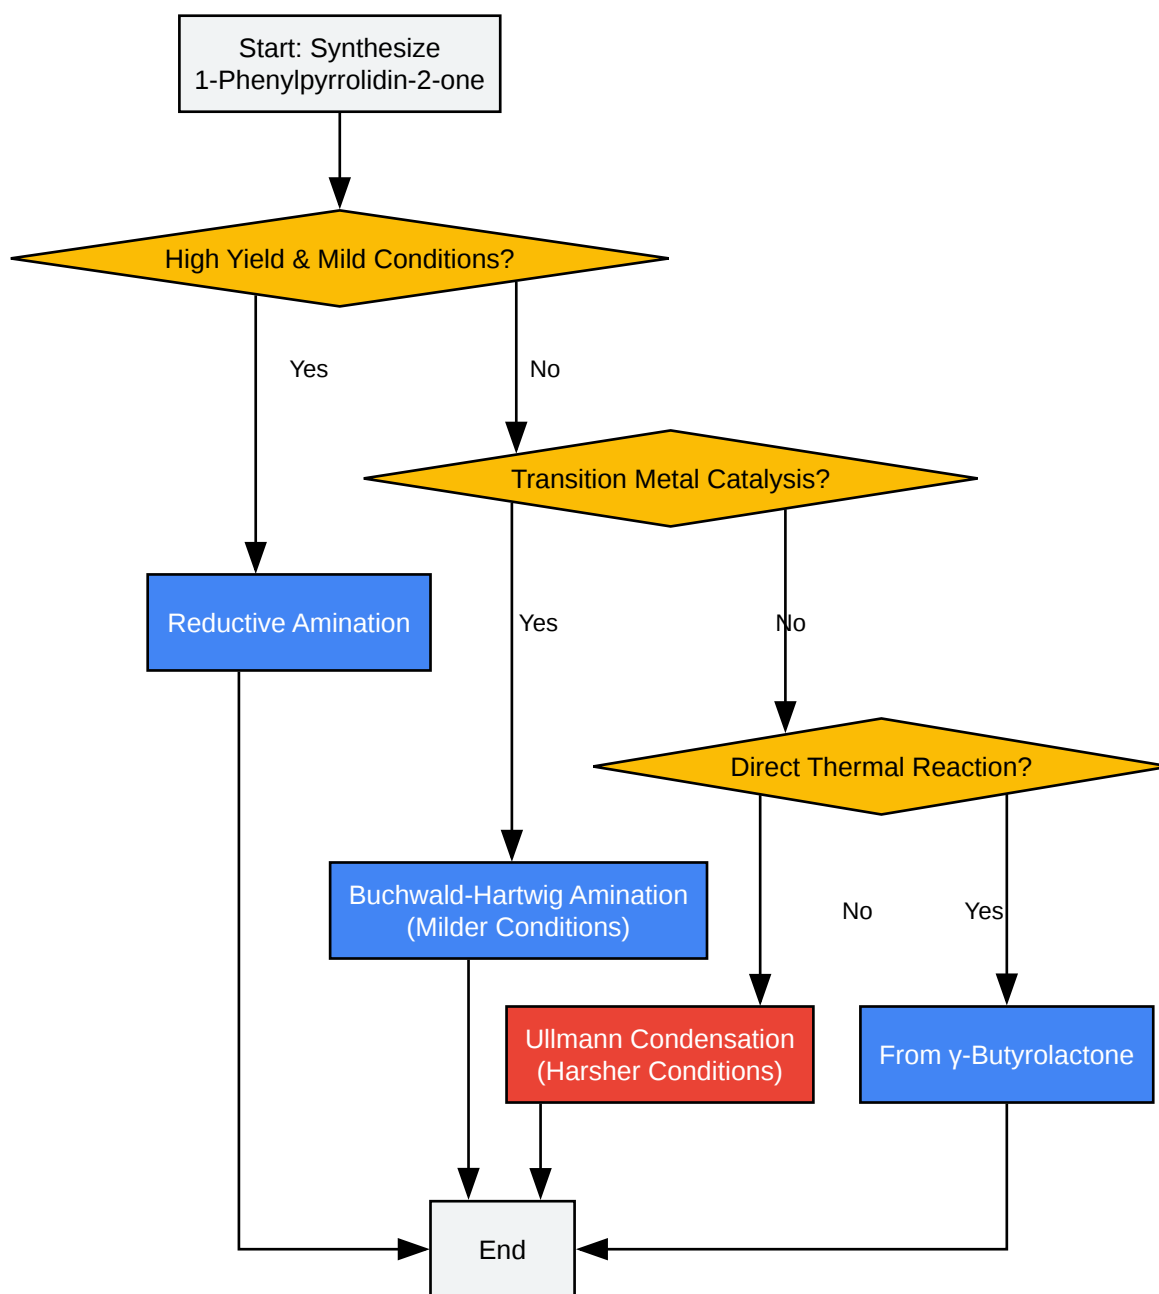 Start: Synthesize
1-Phenylpyrrolidin-2-one
High Yield & Mild Conditions?
Yes
No
Transition Metal Catalysis?
Reductive Amination
Yes
No
Direct Thermal Reaction?
Buchwald-Hartwig Amination
(Milder Conditions)
No
Yes
Ullmann Condensation
(Harsher Conditions)
From γ-Butyrolactone
End